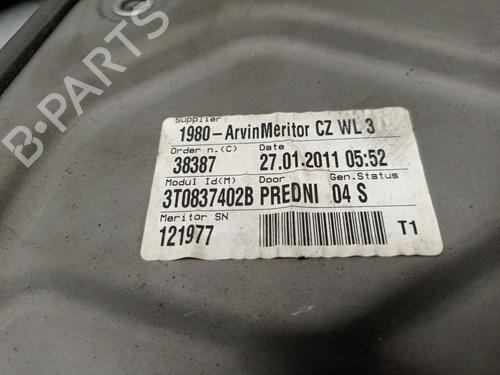 Supplier
1980-ArvinMeritor CZ WL 3
Order n.(C) Date
38387 27.01.2011 05:52
Modul Id(M) Door Gen.Status
3T0837402B PREDNI 04 S
Meritor SN
121977 T1
B-PARTS